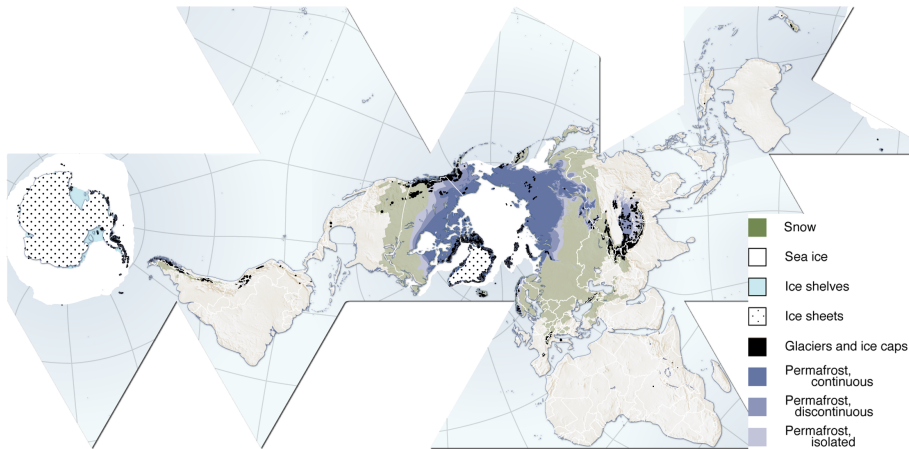 Snow
Sea ice
Ice shelves
Ice sheets
Glaciers and ice caps
Permafrost,
continuous
Permafrost,
discontinuous
Permafrost,
isolated